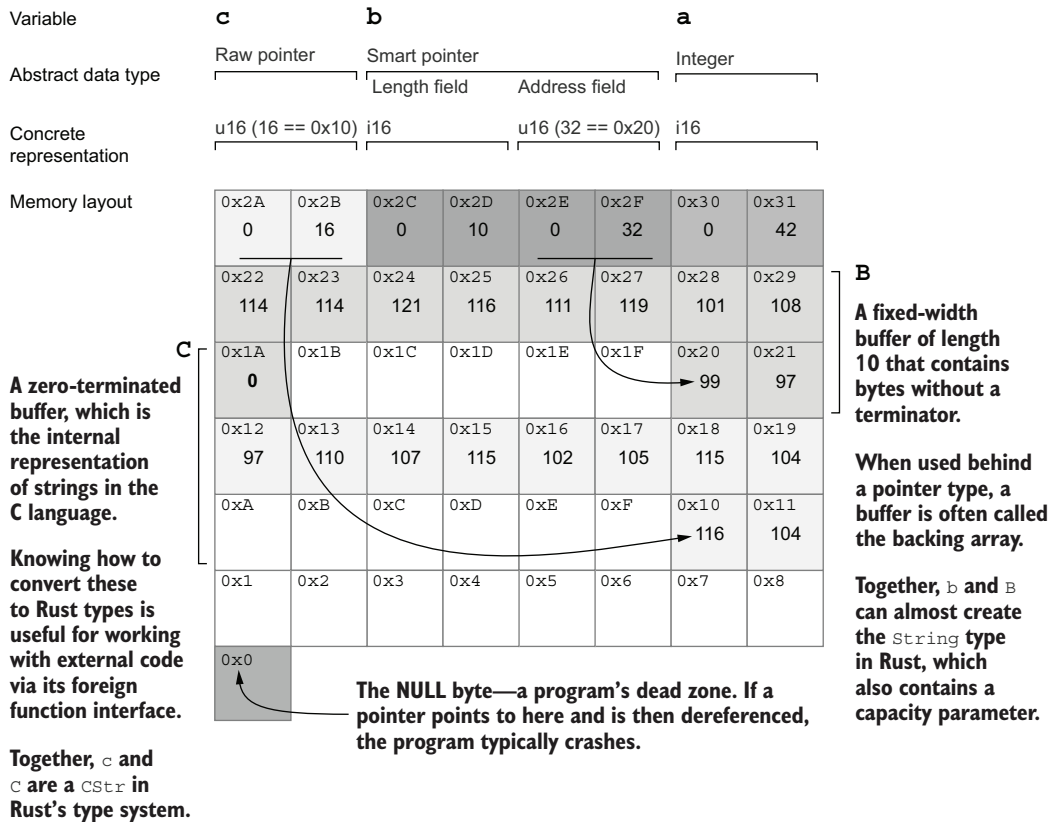 Variable c b a
Abstract data type Raw pointer Smart pointer Integer
Length field Address field
Concrete representation u16 (16 == 0x10) i16 u16 (32 == 0x20) i16
Memory layout
0x2A 0x2B 0x2C 0x2D 0x2E 0x2F 0x30 0x31
0 16 0 10 0 32 0 42
0x22 0x23 0x24 0x25 0x26 0x27 0x28 0x29
114 114 121 116 111 119 101 108
0x1A 0x1B 0x1C 0x1D 0x1E 0x1F 0x20 0x21
0 99 97
0x12 0x13 0x14 0x15 0x16 0x17 0x18 0x19
97 110 107 115 102 105 115 104
0xA 0xB 0xC 0xD 0xE 0xF 0x10 0x11
116 104
0x1 0x2 0x3 0x4 0x5 0x6 0x7 0x8
0x0
C
A zero-terminated
buffer, which is
the internal
representation
of strings in the
C language.
Knowing how to
convert these
to Rust types is
useful for working
with external code
via its foreign
function interface.
Together, c and
C are a CStr in
Rust's type system.
The NULL byte—a program's dead zone. If a
pointer points to here and is then dereferenced,
the program typically crashes.
B
A fixed-width
buffer of length
10 that contains
bytes without a
terminator.
When used behind
a pointer type, a
buffer is often called
the backing array.
Together, b and B
can almost create
the String type
in Rust, which
also contains a
capacity parameter.